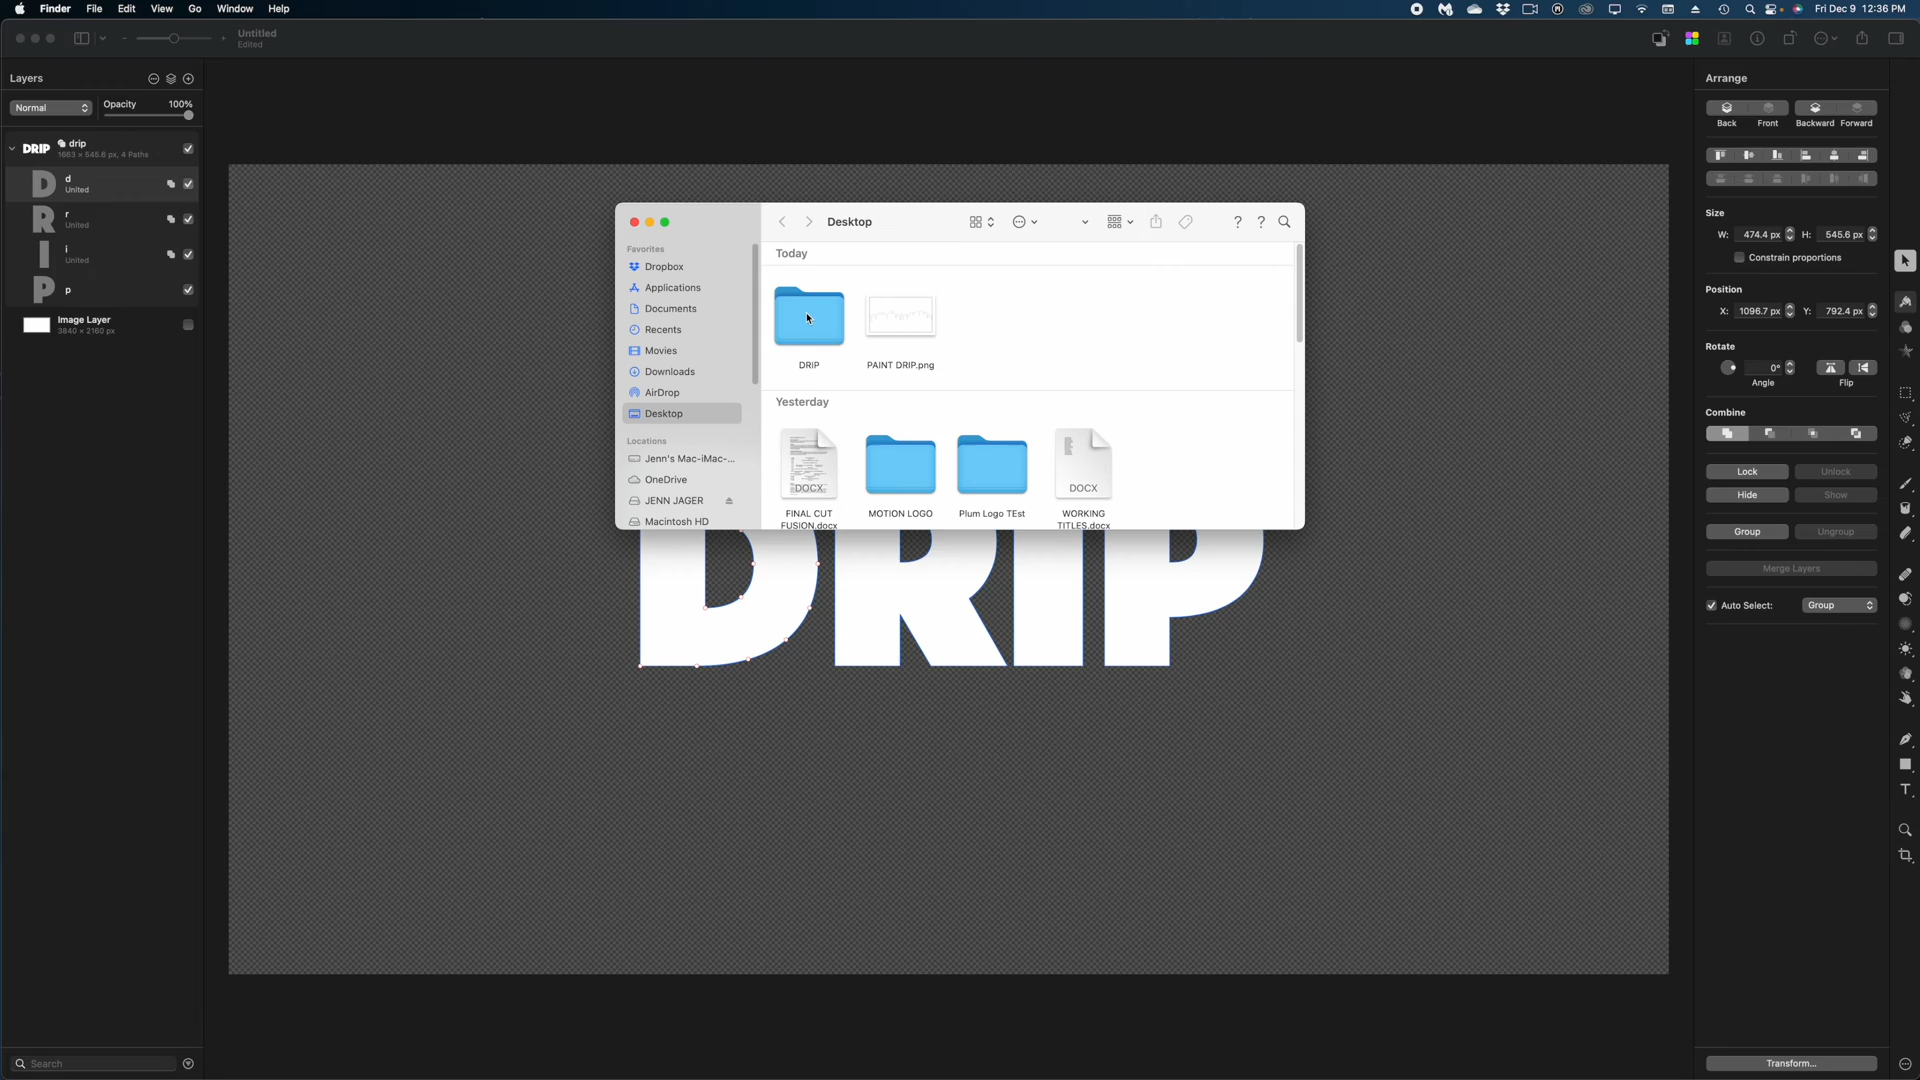 Finder File Edit View Go Window Help
Fri Dec 9 12:36 PM
Untitled
Edited
Layers
Normal
Opacity 100%
DRIP
drip
1663 × 545.6 px, 4 Paths
D
d
United
R
r
United
I
i
United
P
p
Image Layer
3840 × 2160 px
Search
Desktop
Favorites
Dropbox
Applications
Documents
Recents
Movies
Downloads
AirDrop
Desktop
Locations
Jenn's Mac-iMac-...
OneDrive
JENN JAGER
Macintosh HD
Today
DRIP
PAINT DRIP.png
Yesterday
DOCX
DOCX
FINAL CUT
FUSION.docx
MOTION LOGO
Plum Logo TEst
WORKING
TITLES.docx
DRIP
Arrange
Back Front Backward Forward
Size
W: 474.4 px H: 545.6 px
Constrain proportions
Position
X: 1096.7 px Y: 792.4 px
Rotate
0°
Angle
Flip
Combine
Lock Unlock
Hide Show
Group Ungroup
Merge Layers
Auto Select: Group
Transform...